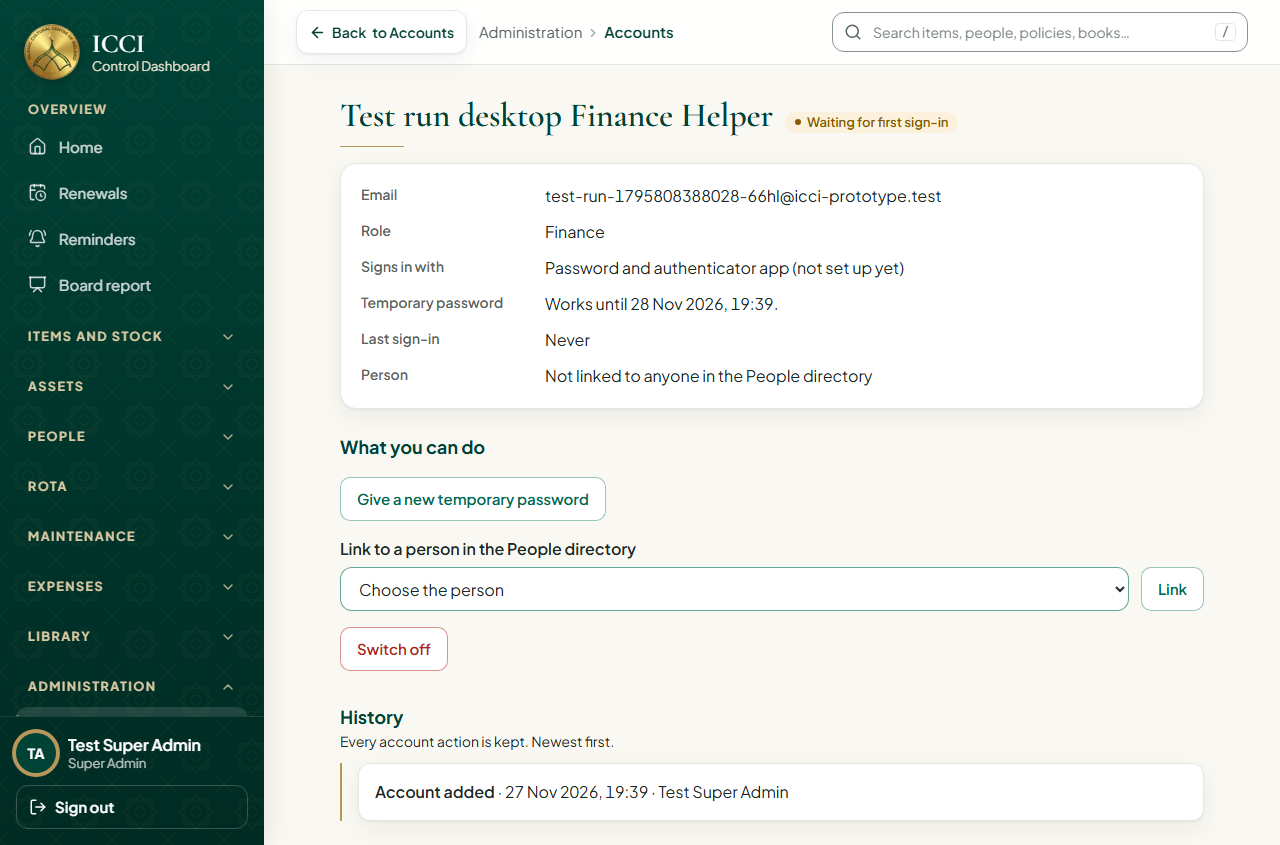 ICCI
Control Dashboard
OVERVIEW
Home
Renewals
Reminders
Board report
ITEMS AND STOCK
ASSETS
PEOPLE
ROTA
MAINTENANCE
EXPENSES
LIBRARY
ADMINISTRATION
TA
Test Super Admin
Super Admin
Sign out
Back to Accounts
Administration > Accounts
Search items, people, policies, books…
/
Test run desktop Finance Helper
Waiting for first sign-in
Email test-run-1795808388028-66hl@icci-prototype.test
Role Finance
Signs in with Password and authenticator app (not set up yet)
Temporary password Works until 28 Nov 2026, 19:39.
Last sign-in Never
Person Not linked to anyone in the People directory
What you can do
Give a new temporary password
Link to a person in the People directory
Choose the person
Link
Switch off
History
Every account action is kept. Newest first.
Account added · 27 Nov 2026, 19:39 · Test Super Admin